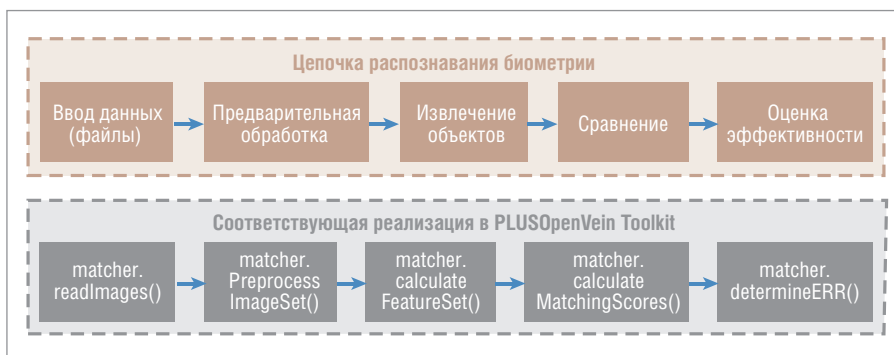 Цепочка распознавания биометрии
Ввод данных
(файлы)
Предварительная
обработка
Извлечение
объектов
Сравнение
Оценка
эффективности
Соответствующая реализация в PLUSOpenVein Toolkit
matcher.
readImages()
matcher.
Preprocess
ImageSet()
matcher.
calculate
FeatureSet()
matcher.
calculate
MatchingScores()
matcher.
determineERR()